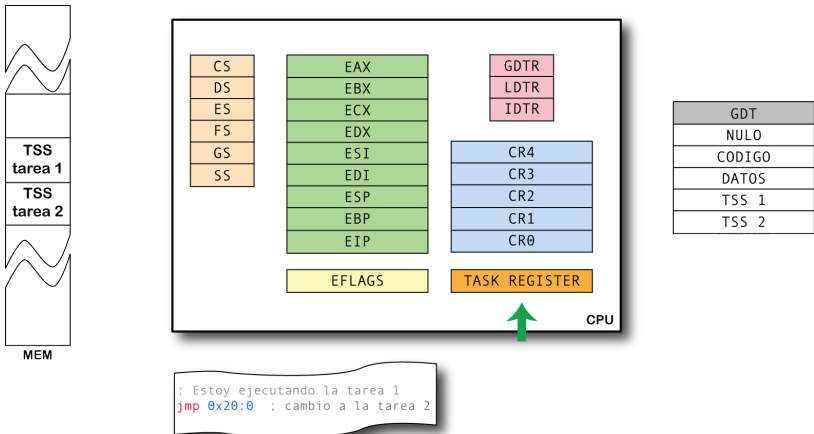 TSS
tarea 1
TSS
tarea 2
MEM
CS
DS
ES
FS
GS
SS
EAX
EBX
ECX
EDX
ESI
EDI
ESP
EBP
EIP
EFLAGS
GDTR
LDTR
IDTR
CR4
CR3
CR2
CR1
CR0
TASK REGISTER
CPU
GDT
NULO
CODIGO
DATOS
TSS 1
TSS 2
; Estoy ejecutando la tarea 1
jmp 0x20:0 ; cambio a la tarea 2